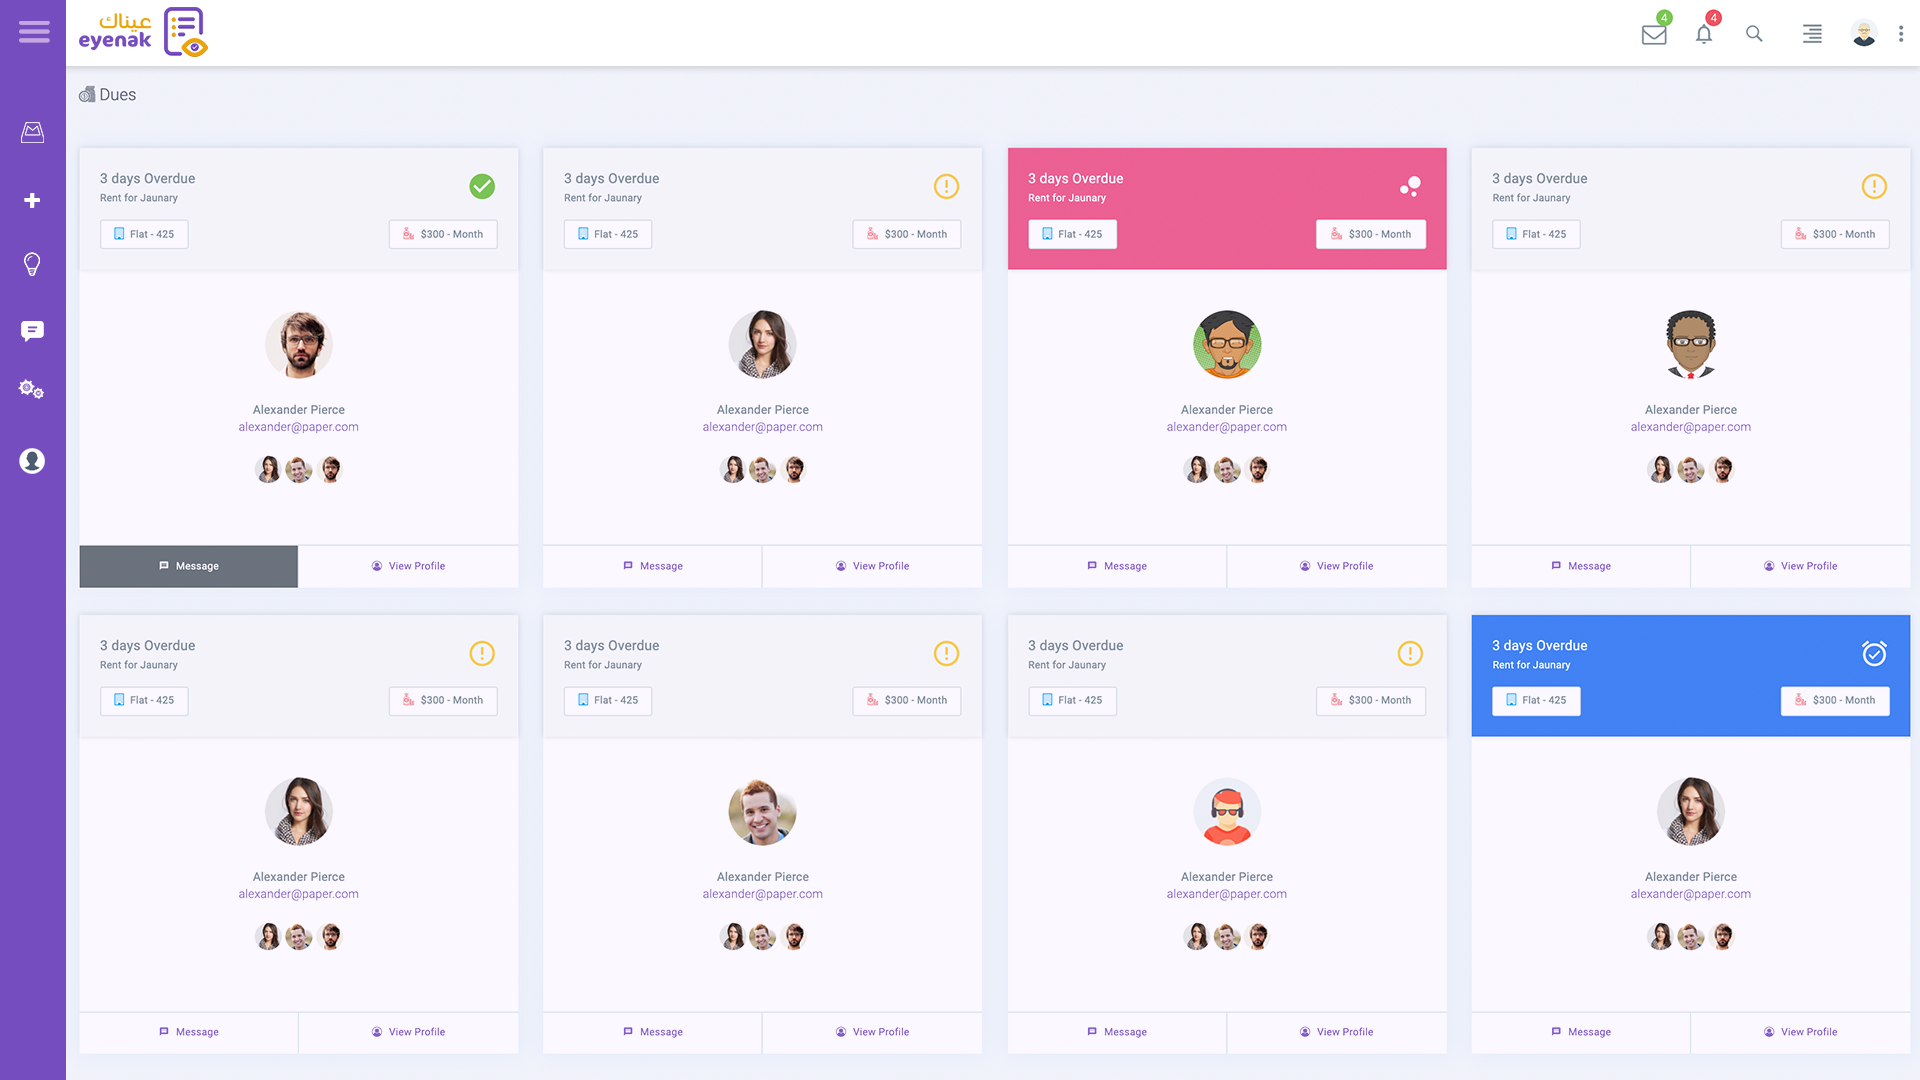 عيناك
eyenak
4
4
Dues
3 days Overdue
Rent for Jaunary
Flat - 425
$300 - Month
Alexander Pierce
alexander@paper.com
Message
View Profile
3 days Overdue
Rent for Jaunary
Flat - 425
$300 - Month
Alexander Pierce
alexander@paper.com
Message
View Profile
3 days Overdue
Rent for Jaunary
Flat - 425
$300 - Month
Alexander Pierce
alexander@paper.com
Message
View Profile
3 days Overdue
Rent for Jaunary
Flat - 425
$300 - Month
Alexander Pierce
alexander@paper.com
Message
View Profile
3 days Overdue
Rent for Jaunary
Flat - 425
$300 - Month
Alexander Pierce
alexander@paper.com
Message
View Profile
3 days Overdue
Rent for Jaunary
Flat - 425
$300 - Month
Alexander Pierce
alexander@paper.com
Message
View Profile
3 days Overdue
Rent for Jaunary
Flat - 425
$300 - Month
Alexander Pierce
alexander@paper.com
Message
View Profile
3 days Overdue
Rent for Jaunary
Flat - 425
$300 - Month
Alexander Pierce
alexander@paper.com
Message
View Profile